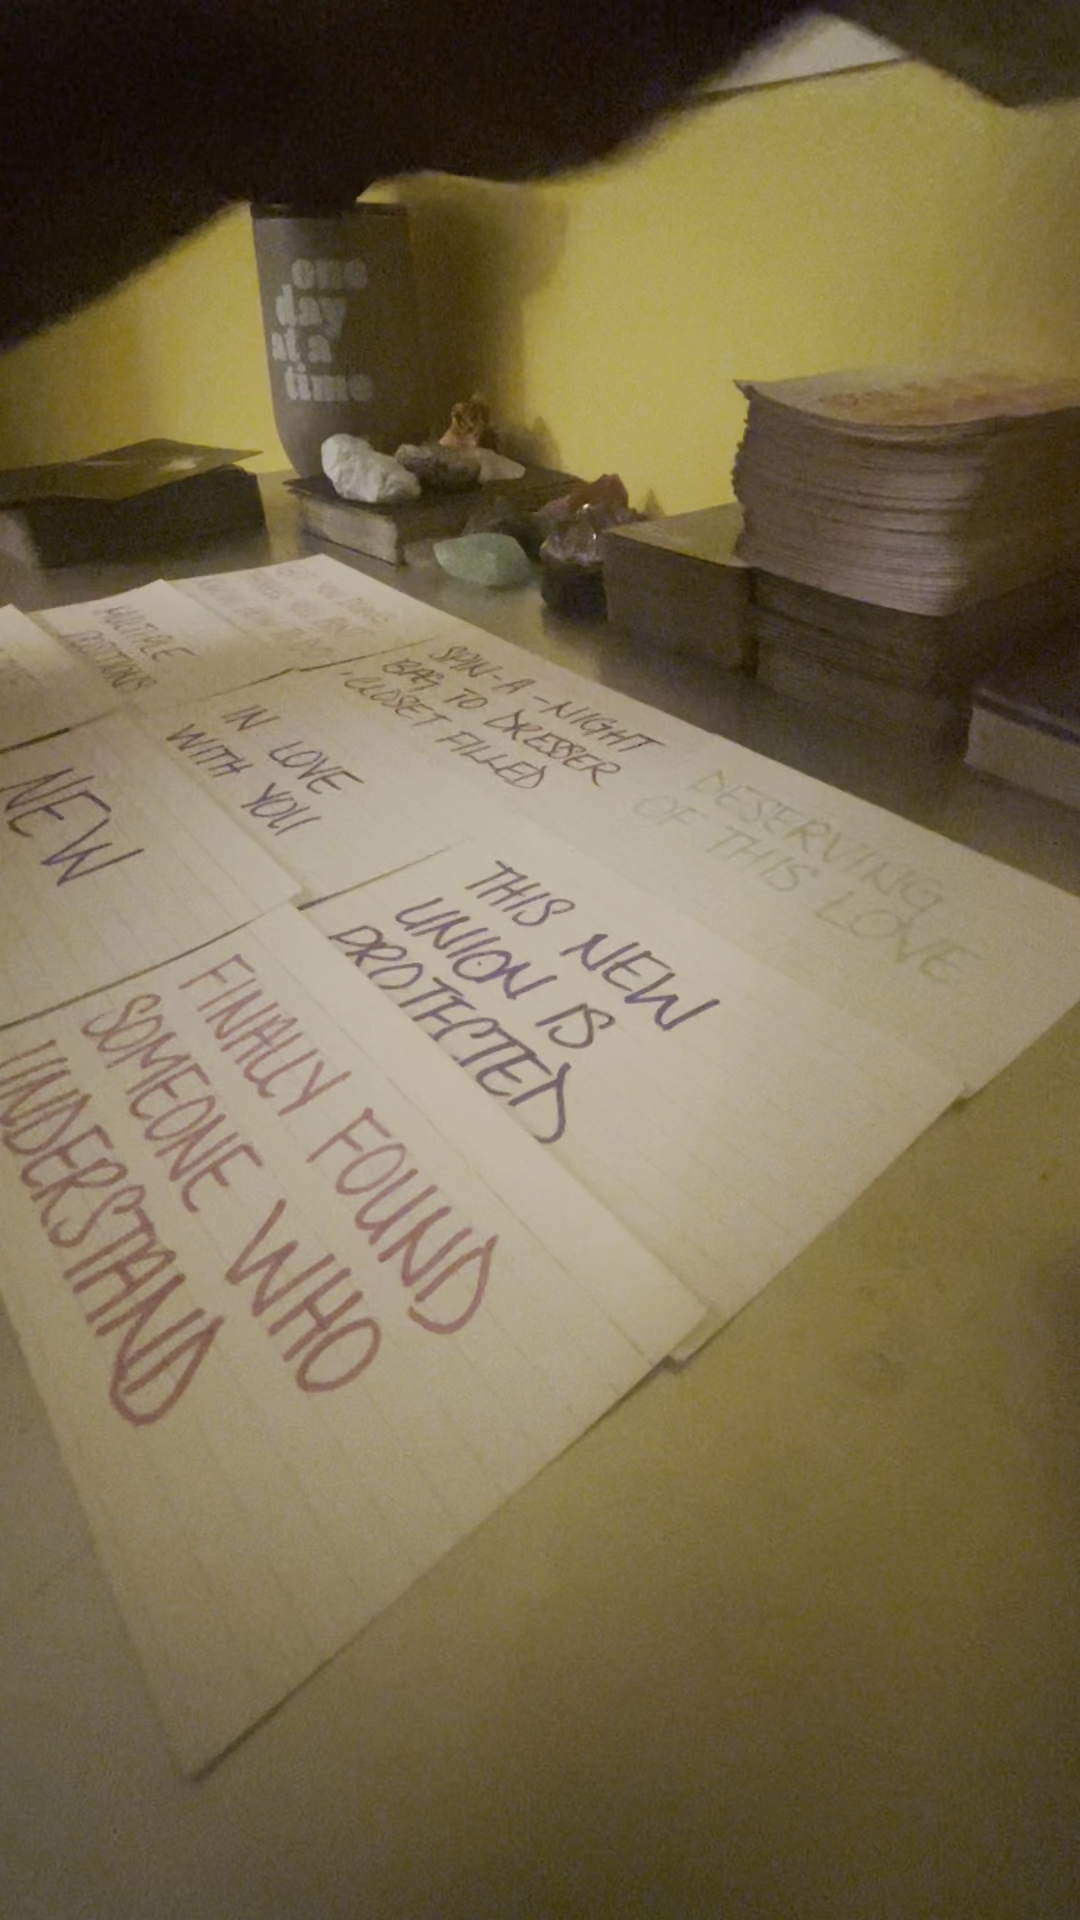 one
day
at a
time
MULTIPLE
IN LOVE
WITH YOU
SPIN-A-NIGHT
BAG TO DRESSER
CLOSET FILLED
DESERVING
OF THIS LOVE
NEW
THIS NEW
UNION IS
PROTECTED
FINALLY FOUND
SOMEONE WHO
UNDERSTAND